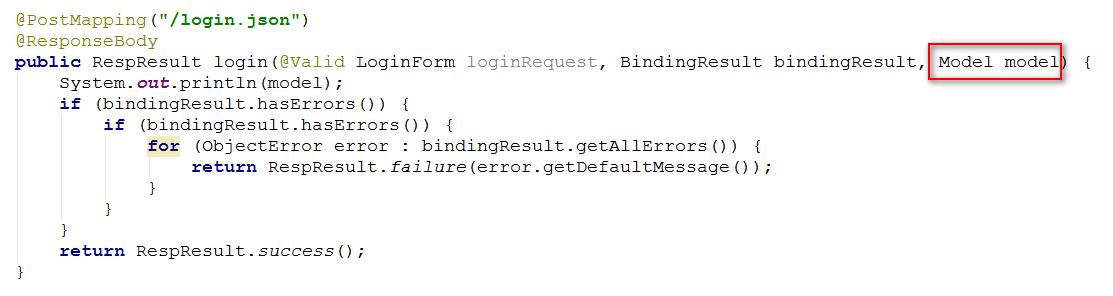 @PostMapping("/login.json")
@ResponseBody
public RespResult login(@Valid LoginForm loginRequest, BindingResult bindingResult, Model model) {
    System.out.println(model);
    if (bindingResult.hasErrors()) {
        if (bindingResult.hasErrors()) {
            for (ObjectError error : bindingResult.getAllErrors()) {
                return RespResult.failure(error.getDefaultMessage());
            }
        }
    }
    return RespResult.success();
}